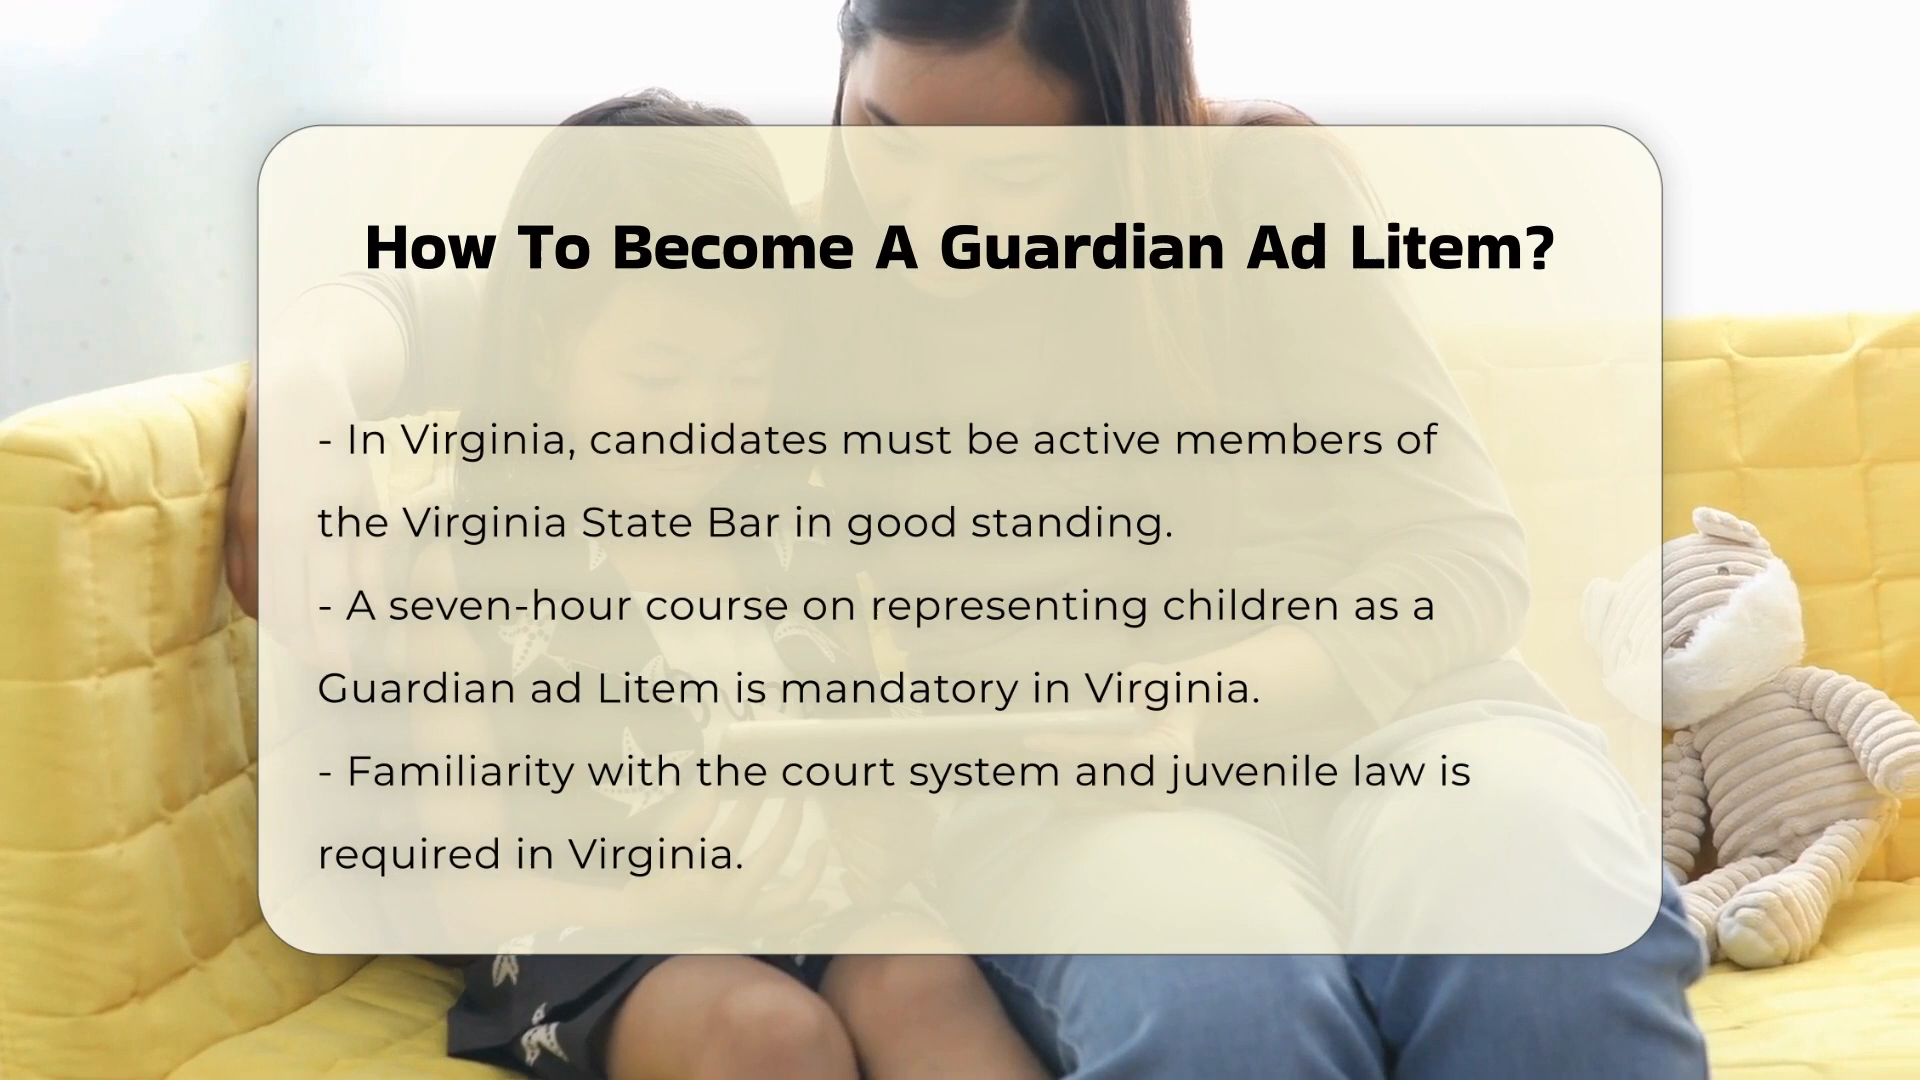 How To Become A Guardian Ad Litem?
- In Virginia, candidates must be active members of
the Virginia State Bar in good standing.
- A seven-hour course on representing children as a
Guardian ad Litem is mandatory in Virginia.
- Familiarity with the court system and juvenile law is
required in Virginia.